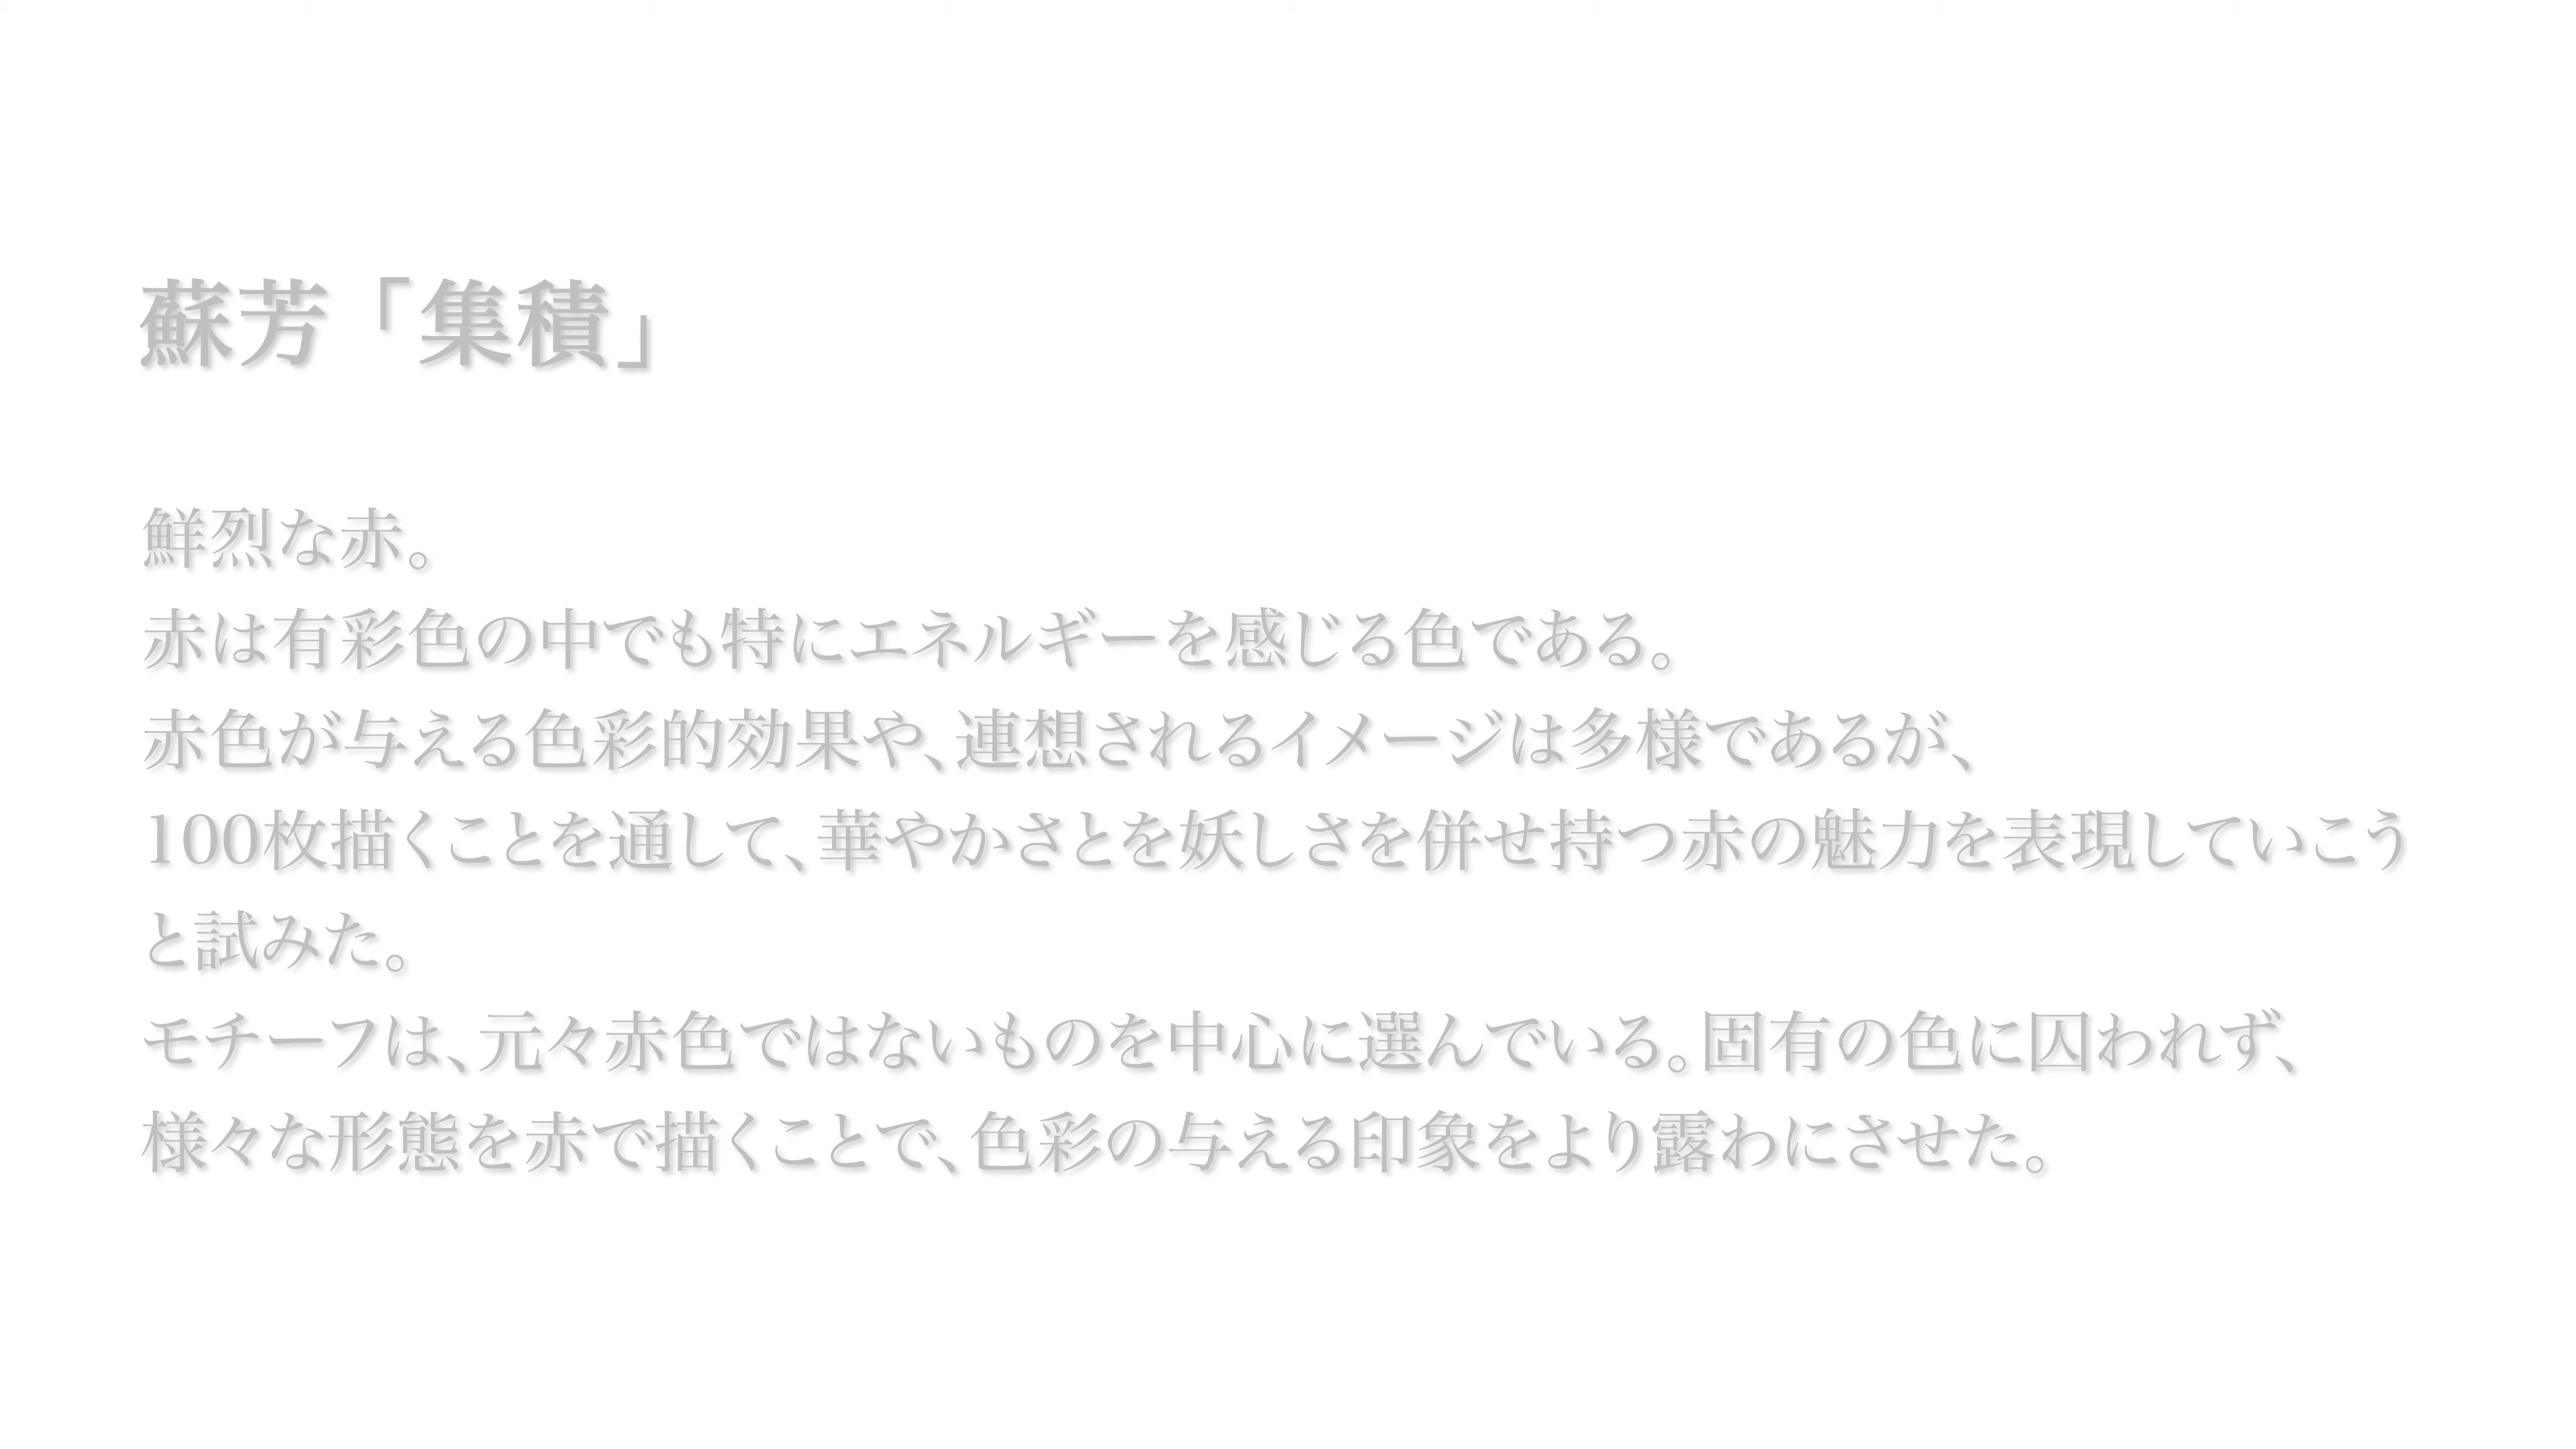 蘇芳「集積」
鮮烈な赤。
赤は有彩色の中でも特にエネルギーを感じる色である。
赤色が与える色彩的効果や、連想されるイメージは多様であるが、
100枚描くことを通して、華やかさとを妖しさを併せ持つ赤の魅力を表現していこう
と試みた。
モチーフは、元々赤色ではないものを中心に選んでいる。固有の色に囚われず、
様々な形態を赤で描くことで、色彩の与える印象をより露わにさせた。